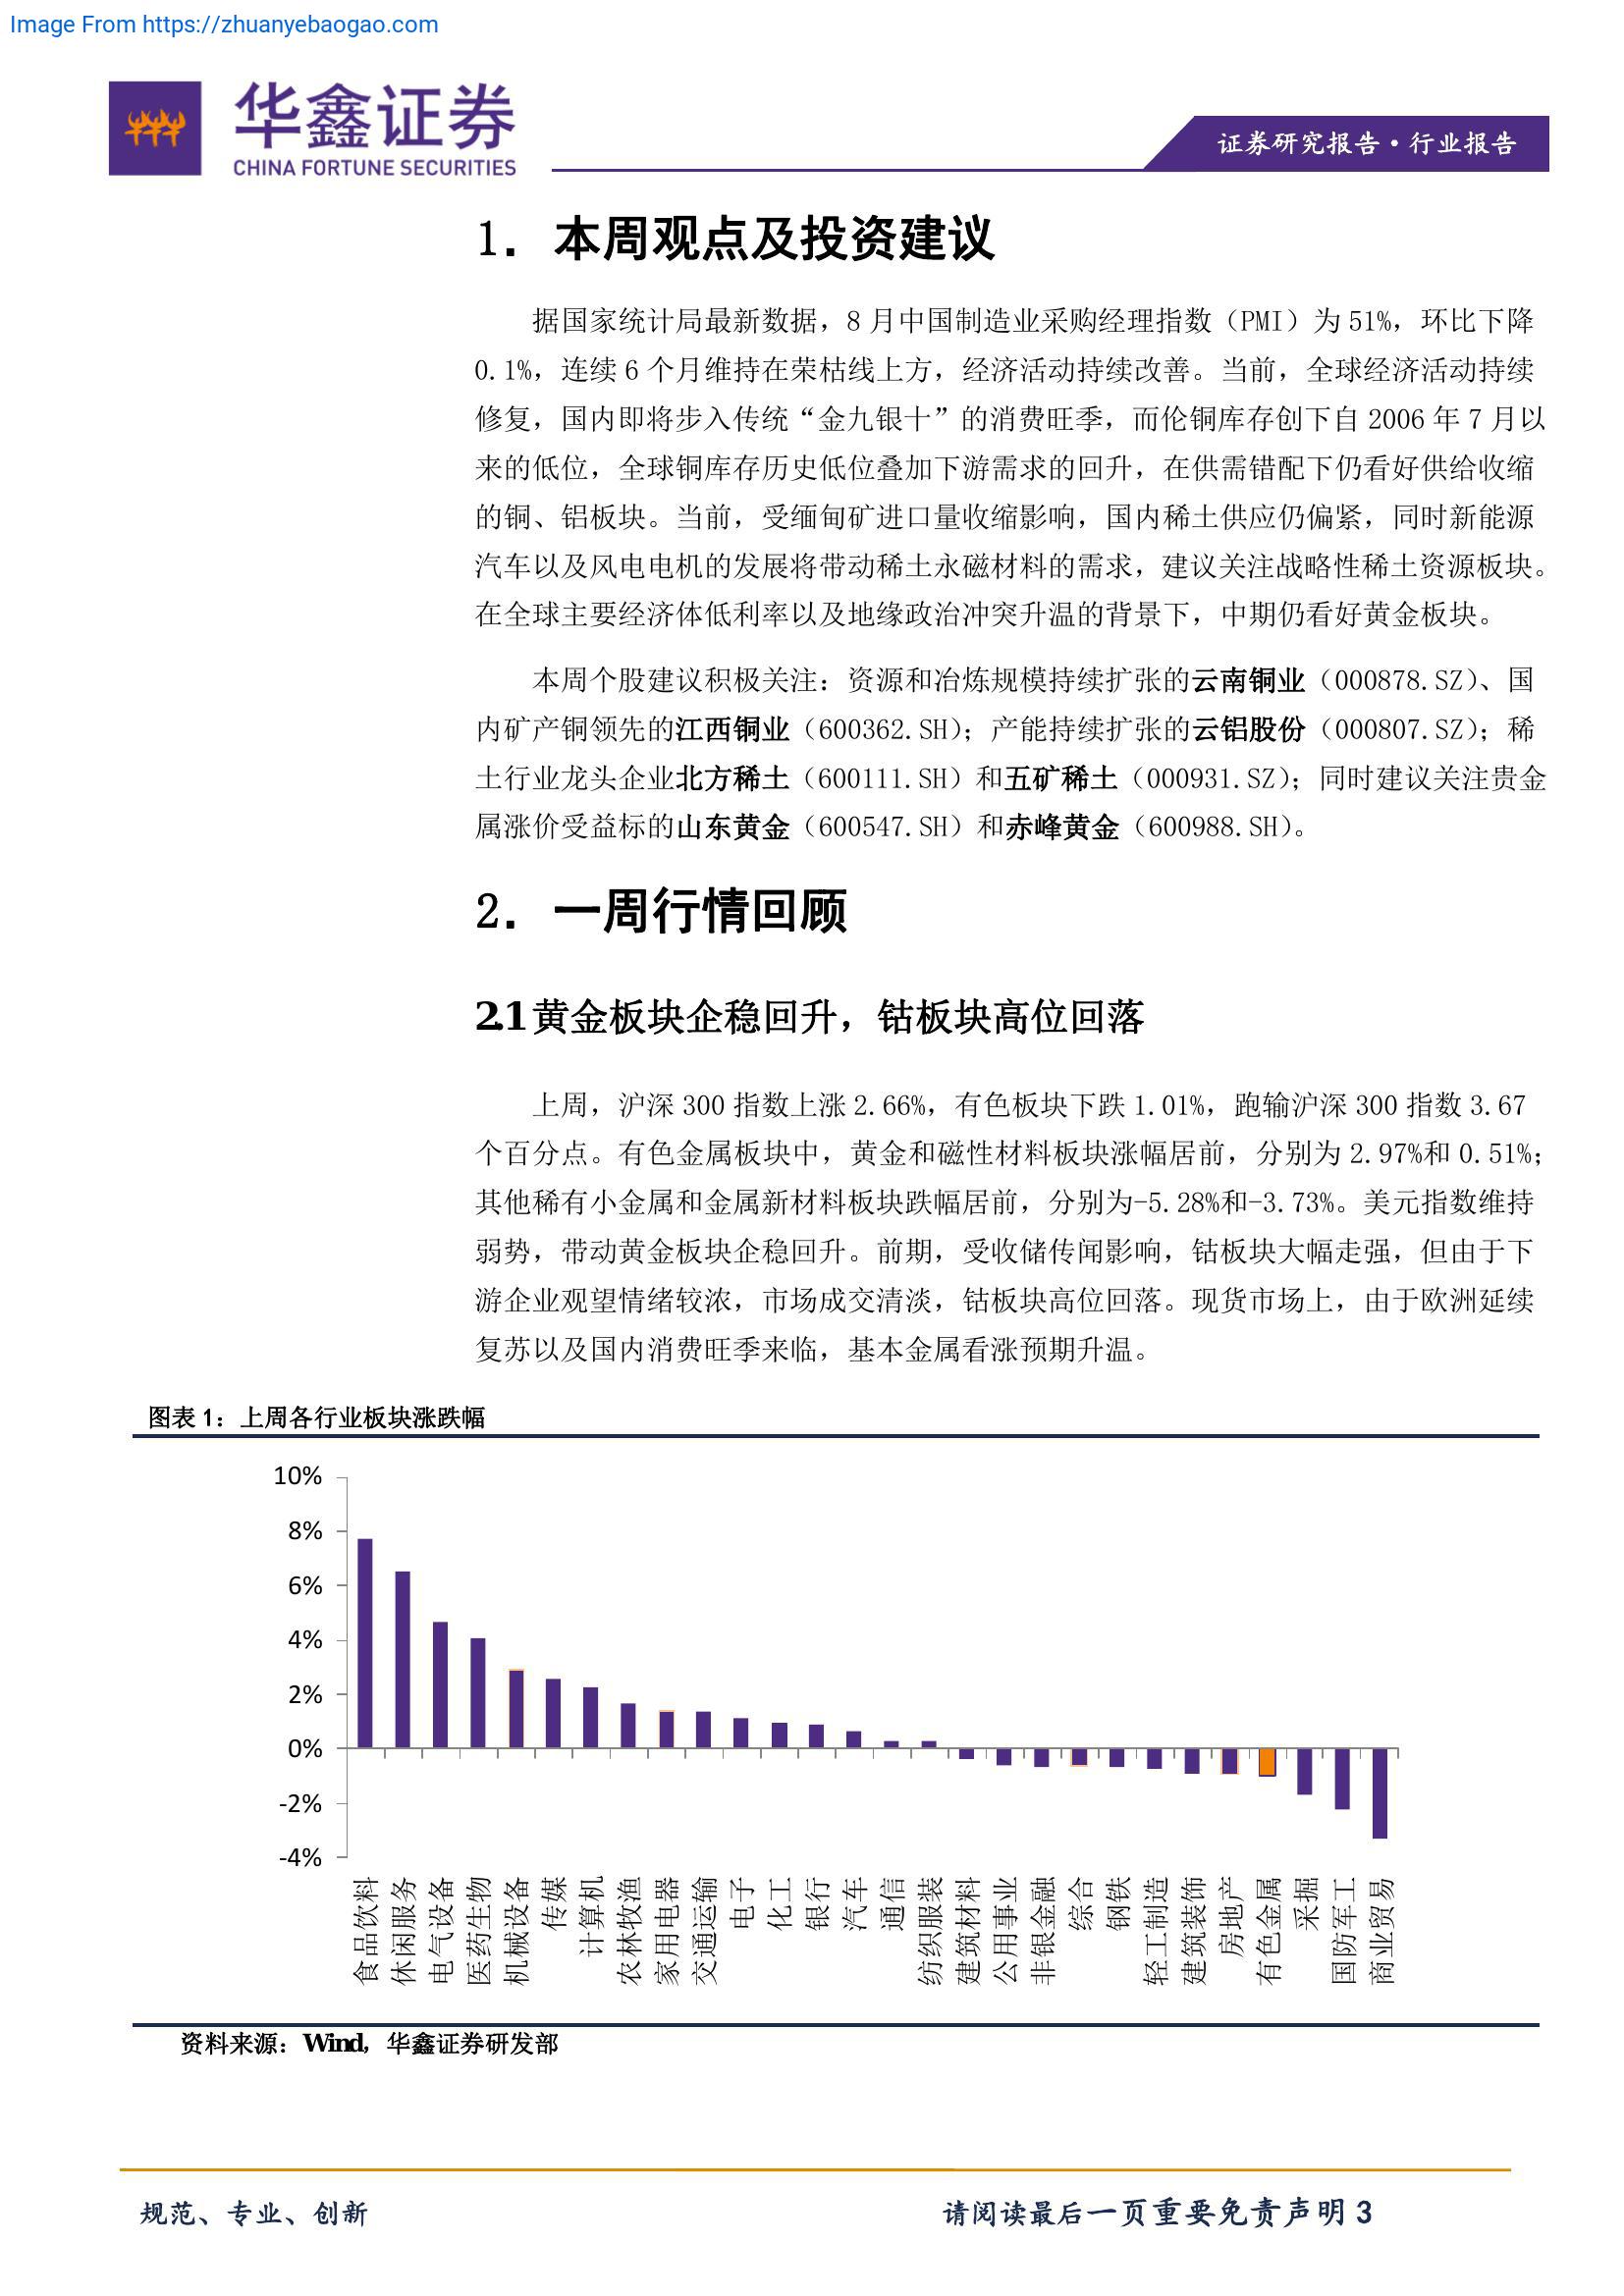 Image From https://zhuanyebaogao.com
华鑫证券
CHINA FORTUNE SECURITIES
证券研究报告·行业报告
1. 本周观点及投资建议
据国家统计局最新数据，8 月中国制造业采购经理指数（PMI）为 51%，环比下降
0.1%，连续 6 个月维持在荣枯线上方，经济活动持续改善。当前，全球经济活动持续
修复，国内即将步入传统“金九银十”的消费旺季，而伦铜库存创下自 2006 年 7 月以
来的低位，全球铜库存历史低位叠加下游需求的回升，在供需错配下仍看好供给收缩
的铜、铝板块。当前，受缅甸矿进口量收缩影响，国内稀土供应仍偏紧，同时新能源
汽车以及风电电机的发展将带动稀土永磁材料的需求，建议关注战略性稀土资源板块。
在全球主要经济体低利率以及地缘政治冲突升温的背景下，中期仍看好黄金板块。
本周个股建议积极关注：资源和冶炼规模持续扩张的云南铜业（000878.SZ）、国
内矿产铜领先的江西铜业（600362.SH）；产能持续扩张的云铝股份（000807.SZ）；稀
土行业龙头企业北方稀土（600111.SH）和五矿稀土（000931.SZ）；同时建议关注贵金
属涨价受益标的山东黄金（600547.SH）和赤峰黄金（600988.SH）。
2. 一周行情回顾
2.1 黄金板块企稳回升，钴板块高位回落
上周，沪深 300 指数上涨 2.66%，有色板块下跌 1.01%，跑输沪深 300 指数 3.67
个百分点。有色金属板块中，黄金和磁性材料板块涨幅居前，分别为 2.97%和 0.51%；
其他稀有小金属和金属新材料板块跌幅居前，分别为-5.28%和-3.73%。美元指数维持
弱势，带动黄金板块企稳回升。前期，受收储传闻影响，钴板块大幅走强，但由于下
游企业观望情绪较浓，市场成交清淡，钴板块高位回落。现货市场上，由于欧洲延续
复苏以及国内消费旺季来临，基本金属看涨预期升温。
图表 1：上周各行业板块涨跌幅
10%
8%
6%
4%
2%
0%
-2%
-4%
食品饮料
休闲服务
电气设备
医药生物
机械设备
传媒
计算机
农林牧渔
家用电器
交通运输
电子
化工
银行
汽车
通信
纺织服装
建筑材料
公用事业
非银金融
综合
钢铁
轻工制造
建筑装饰
房地产
有色金属
采掘
国防军工
商业贸易
资料来源：Wind，华鑫证券研发部
规范、专业、创新
请阅读最后一页重要免责声明 3